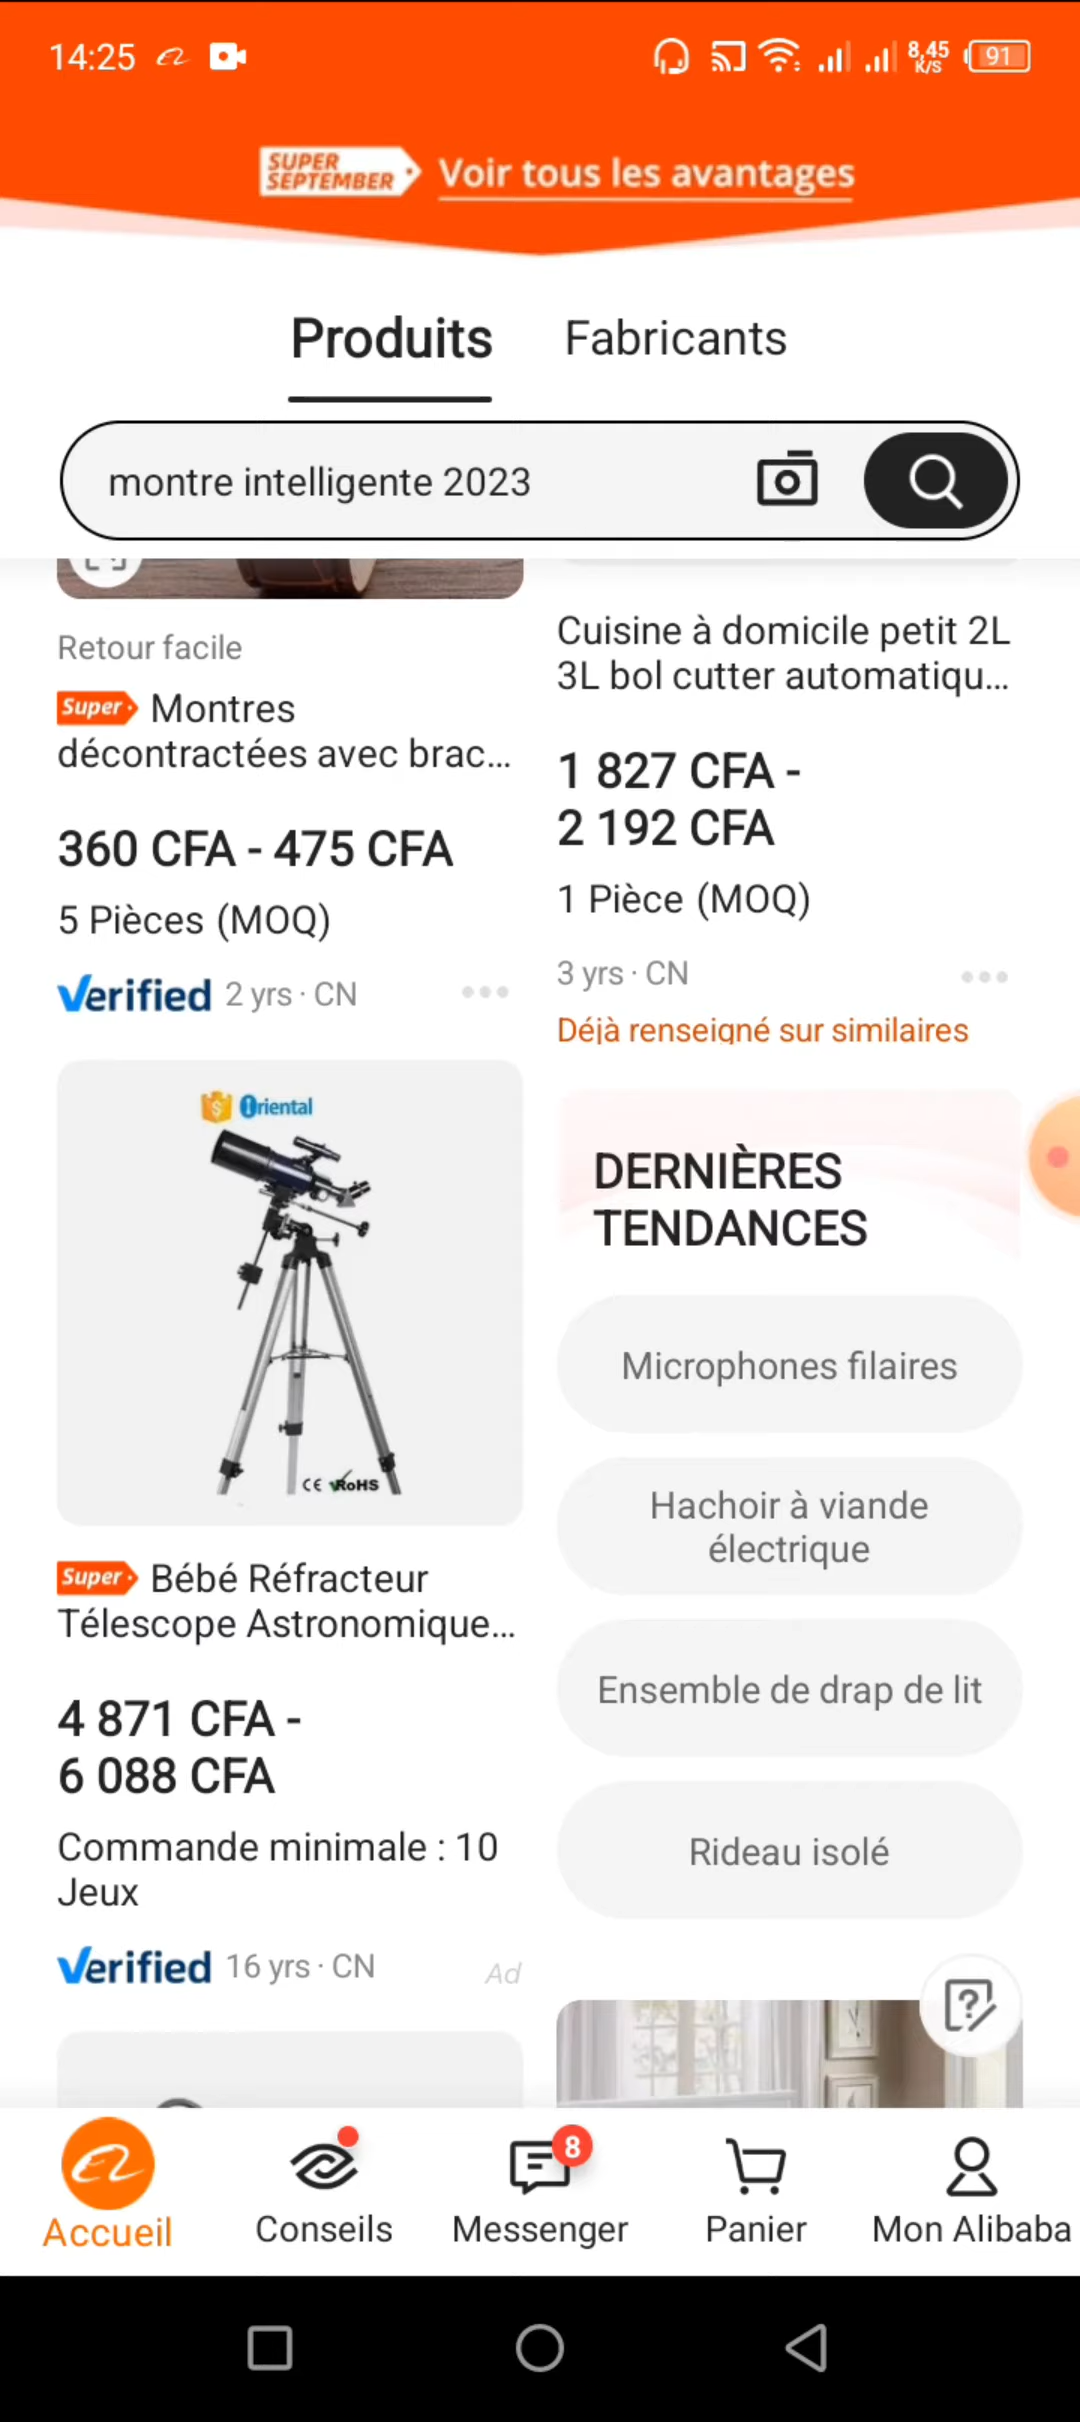 14:25
8,45
K/S
91
SUPER
SEPTEMBER
Voir tous les avantages
Produits
Fabricants
montre intelligente 2023
Retour facile
Super
Montres
décontractées avec brac...
360 CFA - 475 CFA
5 Pièces (MOQ)
Verified 2 yrs · CN
Cuisine à domicile petit 2L
3L bol cutter automatiqu...
1 827 CFA -
2 192 CFA
1 Pièce (MOQ)
3 yrs · CN
Déjà renseigné sur similaires
Oriental
CE RoHS
Super
Bébé Réfracteur
Télescope Astronomique...
4 871 CFA -
6 088 CFA
Commande minimale : 10
Jeux
Verified 16 yrs · CN
Ad
DERNIÈRES
TENDANCES
Microphones filaires
Hachoir à viande
électrique
Ensemble de drap de lit
Rideau isolé
8
Accueil
Conseils
Messenger
Panier
Mon Alibaba